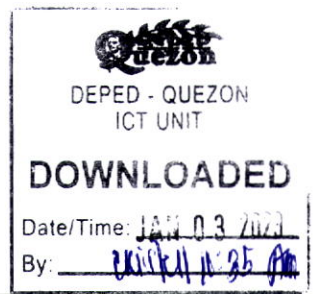 Quezon
DEPED - QUEZON
ICT UNIT
DOWNLOADED
Date/Time: JAN 03 2023
By: